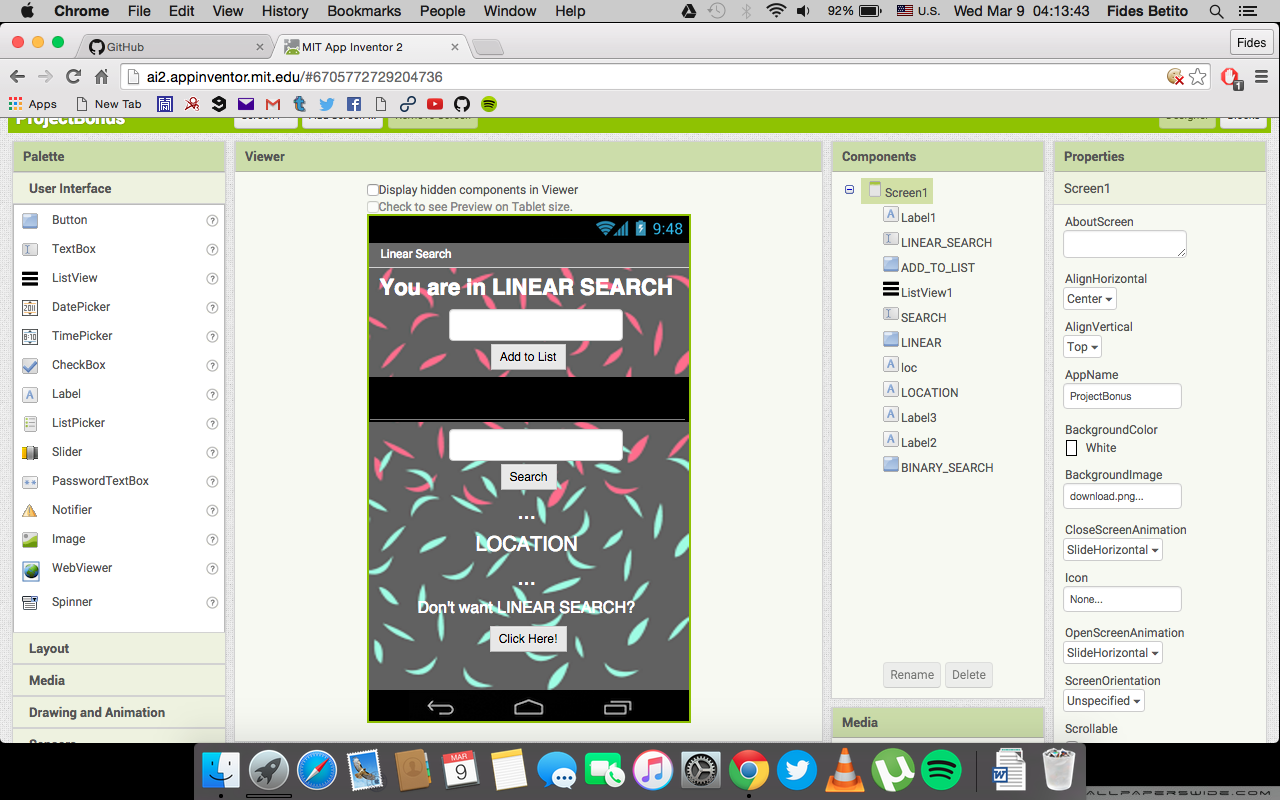 Chrome File Edit View History Bookmarks People Window Help 92% U.S. Wed Mar 9 04:13:43 Fides Betito
GitHub MIT App Inventor 2 Fides
ai2.appinventor.mit.edu/#6705772729204736 1
Apps New Tab
ProjectBonus
Palette
User Interface
Button ?
TextBox ?
ListView ?
DatePicker ?
TimePicker ?
CheckBox ?
Label ?
ListPicker ?
Slider ?
PasswordTextBox ?
Notifier ?
Image ?
WebViewer ?
Spinner ?
Layout
Media
Drawing and Animation
Sensors
Viewer
Display hidden components in Viewer
Check to see Preview on Tablet size.
9:48
Linear Search
You are in LINEAR SEARCH
Add to List
Search
...
LOCATION
...
Don't want LINEAR SEARCH?
Click Here!
Components
Screen1
Label1
LINEAR_SEARCH
ADD_TO_LIST
ListView1
SEARCH
LINEAR
loc
LOCATION
Label3
Label2
BINARY_SEARCH
Rename Delete
Media
Properties
Screen1
AboutScreen
AlignHorizontal
Center
AlignVertical
Top
AppName
ProjectBonus
BackgroundColor
White
BackgroundImage
download.png...
CloseScreenAnimation
SlideHorizontal
Icon
None...
OpenScreenAnimation
SlideHorizontal
ScreenOrientation
Unspecified
Scrollable
MAR
9